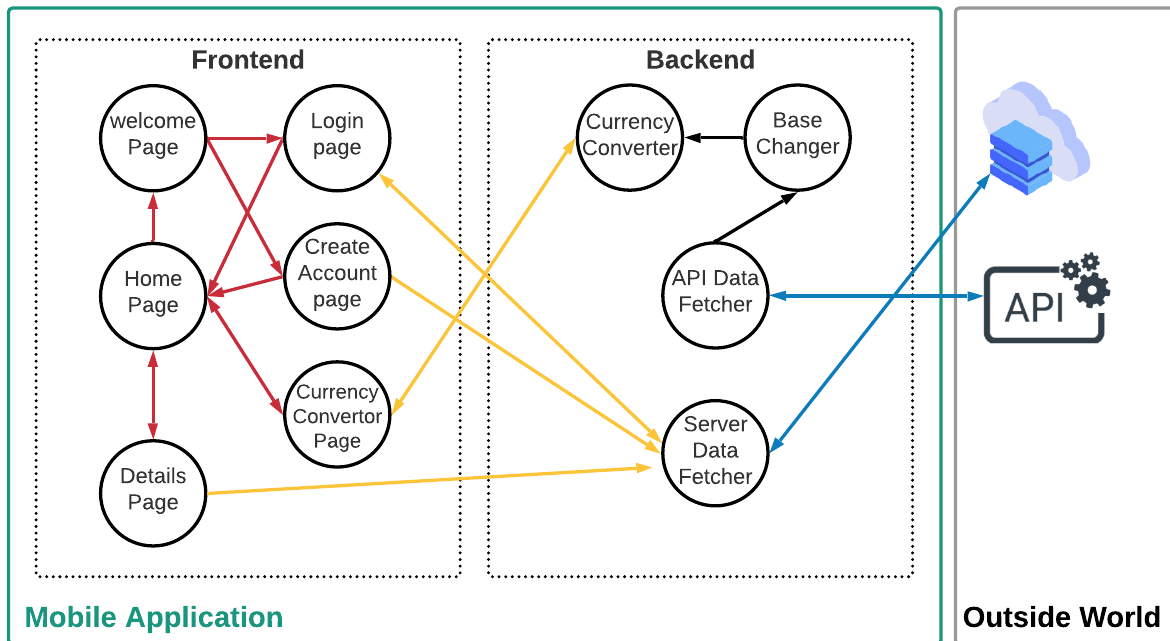 Frontend
Backend
welcome
Page
Login
page
Currency
Converter
Base
Changer
Home
Page
Create
Account
page
API Data
Fetcher
API
Currency
Convertor
Page
Details
Page
Server
Data
Fetcher
Mobile Application
Outside World